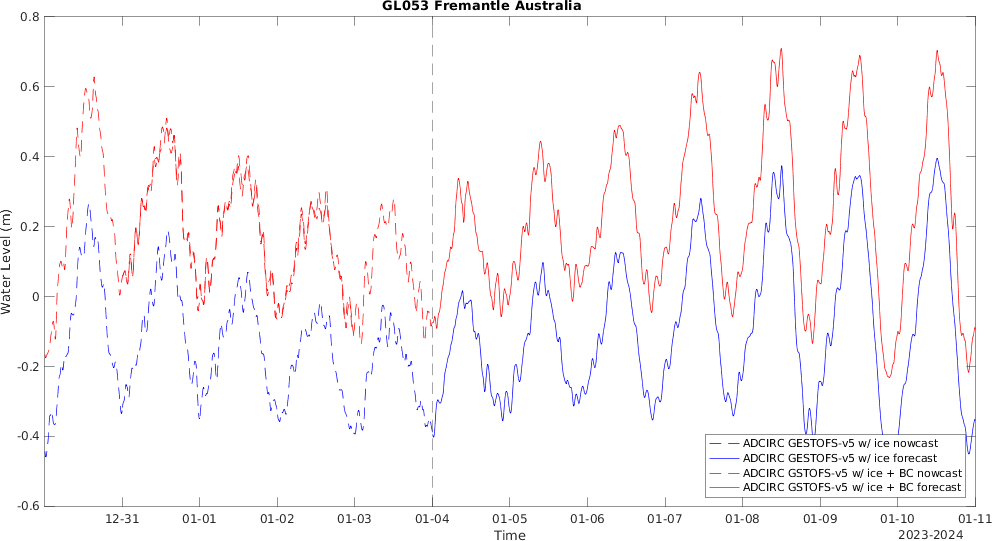 GL053 Fremantle Australia
0.8
0.6
0.4
0.2
0
-0.2
-0.4
-0.6
Water Level (m)
ADCIRC GESTOFS-v5 w/ ice nowcast
ADCIRC GESTOFS-v5 w/ ice forecast
ADCIRC GSTOFS-v5 w/ ice + BC nowcast
ADCIRC GSTOFS-v5 w/ ice + BC forecast
12-31 01-01 01-02 01-03 01-04 01-05 01-06 01-07 01-08 01-09 01-10 01-11
Time
2023-2024